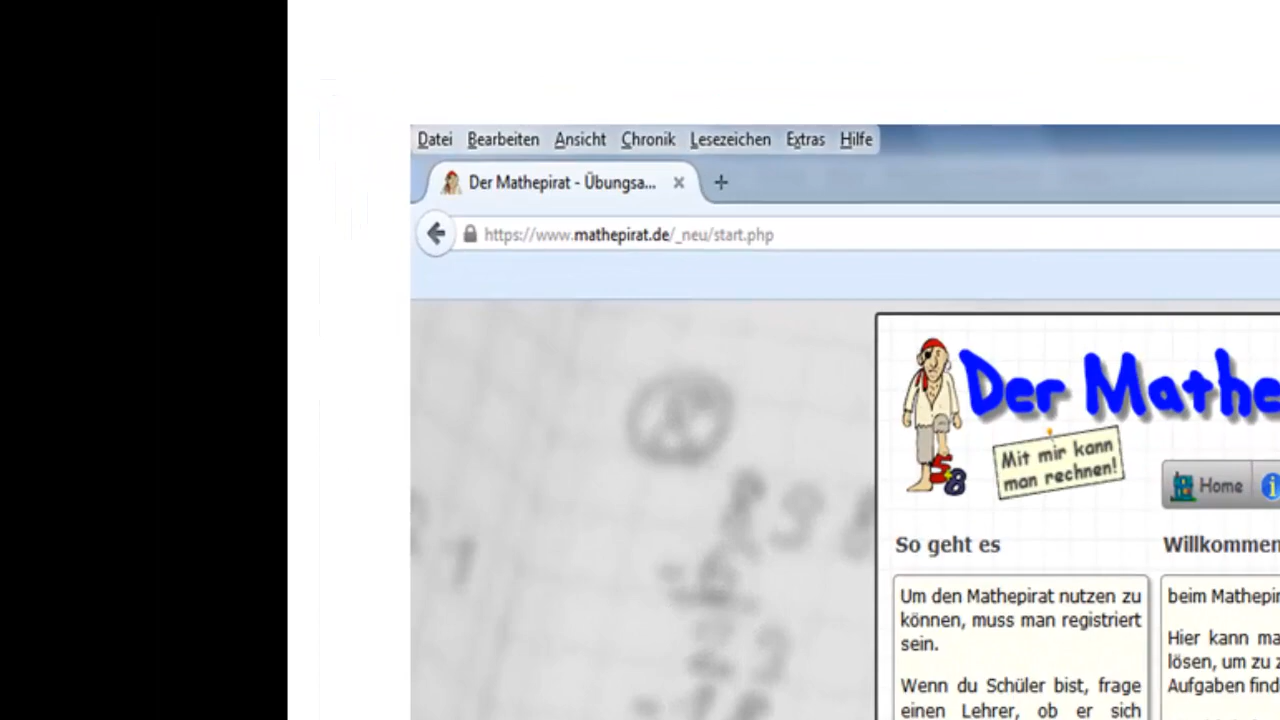 Datei Bearbeiten Ansicht Chronik Lesezeichen Extras Hilfe
Der Mathepirat - Übungsa...
https://www.mathepirat.de/_neu/start.php
Der Mathe
Mit mir kann
man rechnen!
Home
So geht es
Um den Mathepirat nutzen zu
können, muss man registriert
sein.
Wenn du Schüler bist, frage
einen Lehrer, ob er sich
Willkommen
beim Mathepir
Hier kann ma
lösen, um zu z
Aufgaben find